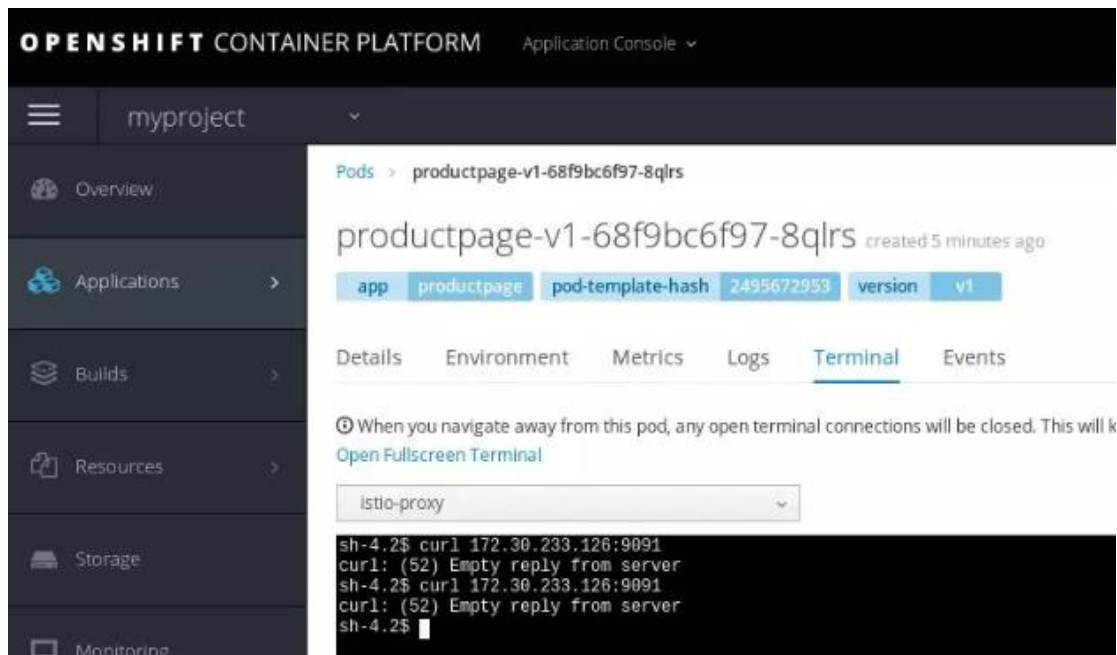 OPENSHIFT CONTAINER PLATFORM Application Console
myproject
Pods > productpage-v1-68f9bc6f97-8qlrs
Overview
productpage-v1-68f9bc6f97-8qlrs created 5 minutes ago
Applications >
app productpage pod-template-hash 2495672953 version v1
Details Environment Metrics Logs Terminal Events
Builds >
When you navigate away from this pod, any open terminal connections will be closed. This will k
Open Fullscreen Terminal
Resources >
istio-proxy
Storage
sh-4.2$ curl 172.30.233.126:9091
curl: (52) Empty reply from server
sh-4.2$ curl 172.30.233.126:9091
curl: (52) Empty reply from server
sh-4.2$
Monitoring